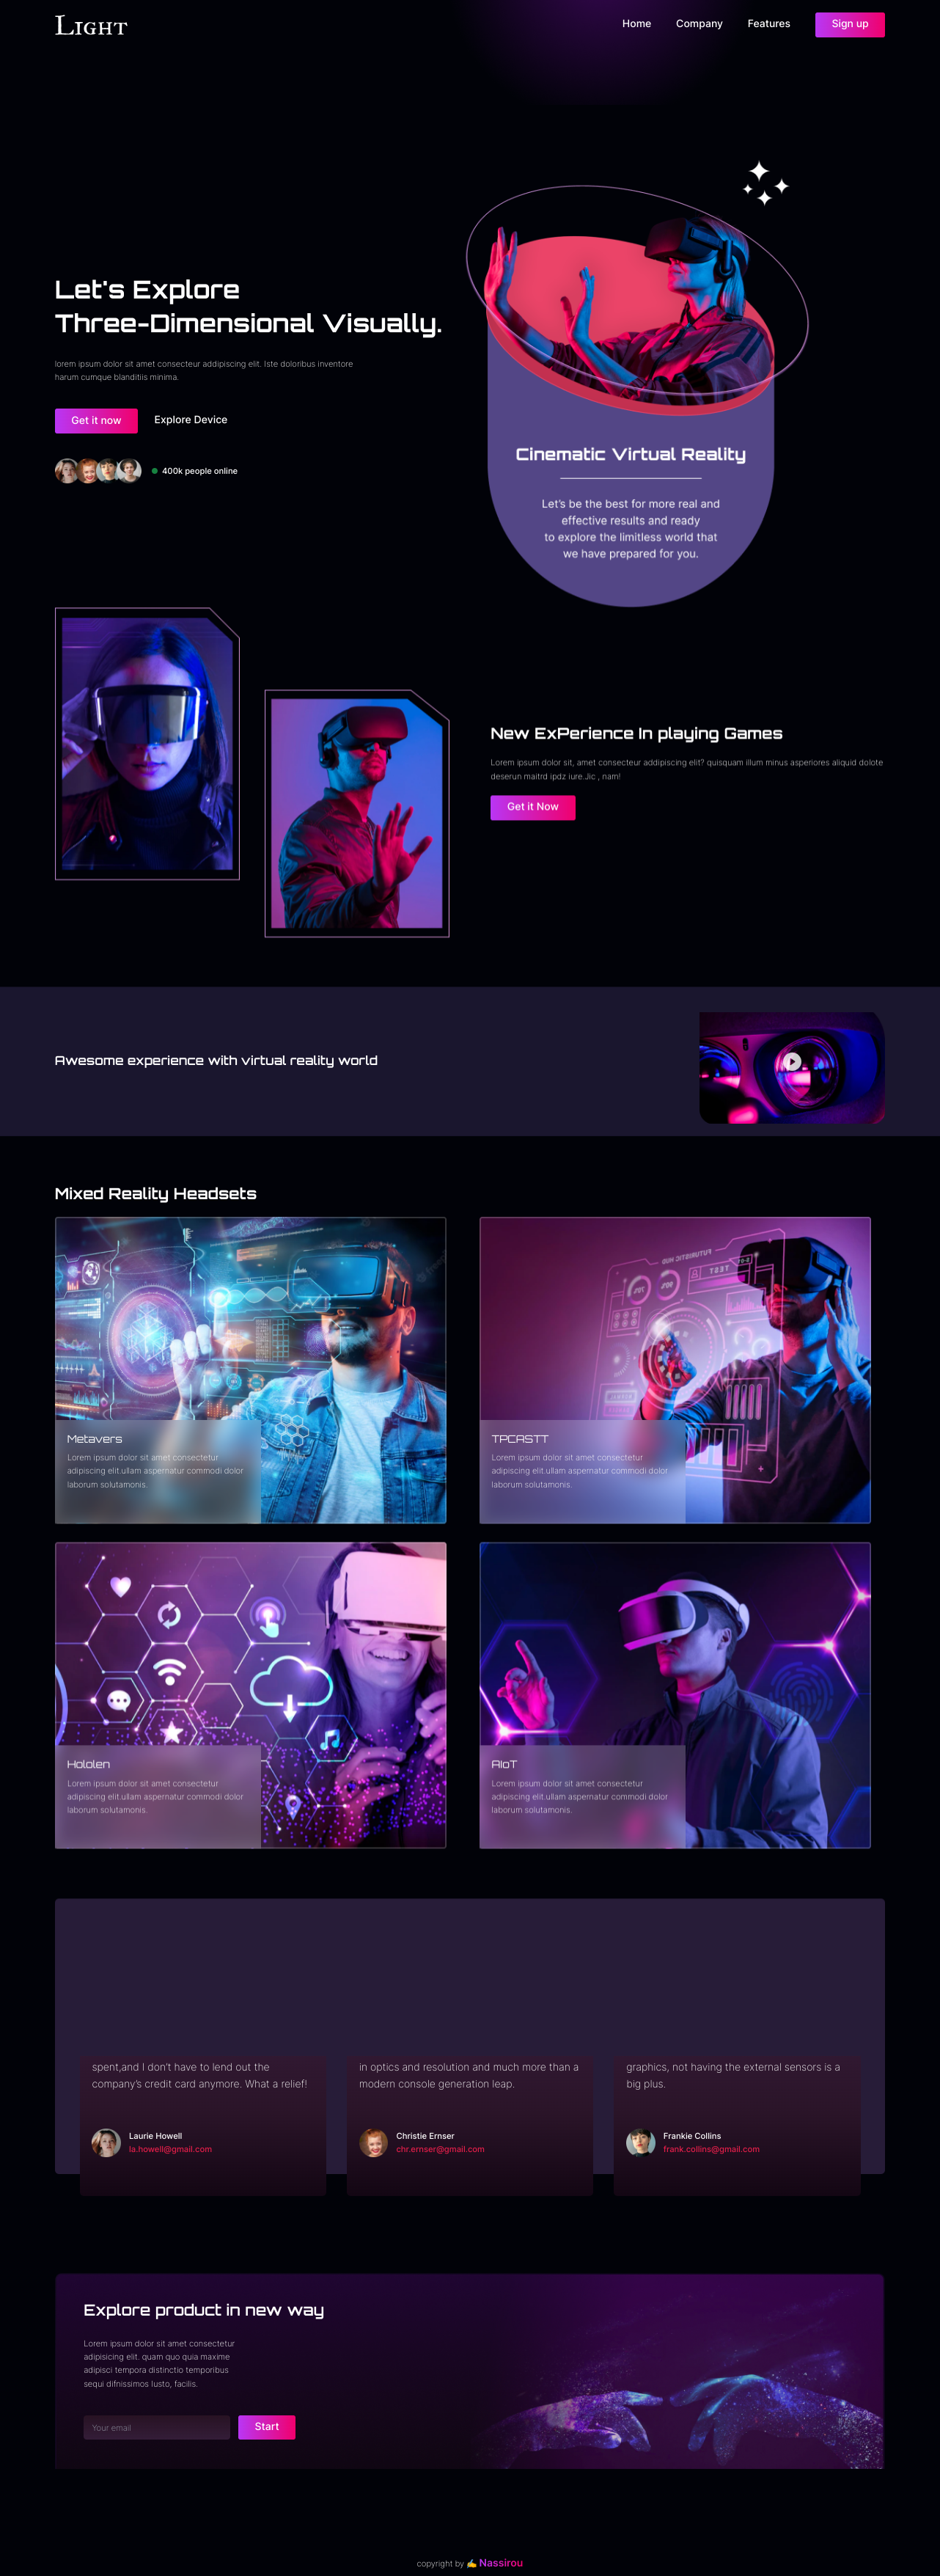 Light
Home Company Features Sign up
Let's Explore
Three-Dimensional Visually.
lorem ipsum dolor sit amet consecteur addipiscing elit. Iste doloribus inventore
harum cumque blanditiis minima.
Get it now Explore Device
400k people online
Cinematic Virtual Reality
Let's be the best for more real and
effective results and ready
to explore the limitless world that
we have prepared for you.
New ExPerience In playing Games
Lorem ipsum dolor sit, amet consecteur addipiscing elit? quisquam illum minus asperiores aliquid dolote
deserun maitrd ipdz iure.Jic , nam!
Get it Now
Awesome experience with virtual reality world
Mixed Reality Headsets
Metavers
Lorem ipsum dolor sit amet consectetur
adipiscing elit.ullam aspernatur commodi dolor
laborum solutamonis.
TEST
TPCASTT
Lorem ipsum dolor sit amet consectetur
adipiscing elit.ullam aspernatur commodi dolor
laborum solutamonis.
Hololen
Lorem ipsum dolor sit amet consectetur
adipiscing elit.ullam aspernatur commodi dolor
laborum solutamonis.
AIoT
Lorem ipsum dolor sit amet consectetur
adipiscing elit.ullam aspernatur commodi dolor
laborum solutamonis.
spent,and I don't have to lend out the
company's credit card anymore. What a relief!
Laurie Howell
la.howell@gmail.com
in optics and resolution and much more than a
modern console generation leap.
Christie Ernser
chr.ernser@gmail.com
graphics, not having the external sensors is a
big plus.
Frankie Collins
frank.collins@gmail.com
Explore product in new way
Lorem ipsum dolor sit amet consectetur
adipisicing elit. quam quo quia maxime
adipisci tempora distinctio temporibus
sequi difnissimos Iusto, facilis.
Your email Start
copyright by ✍️ Nassirou